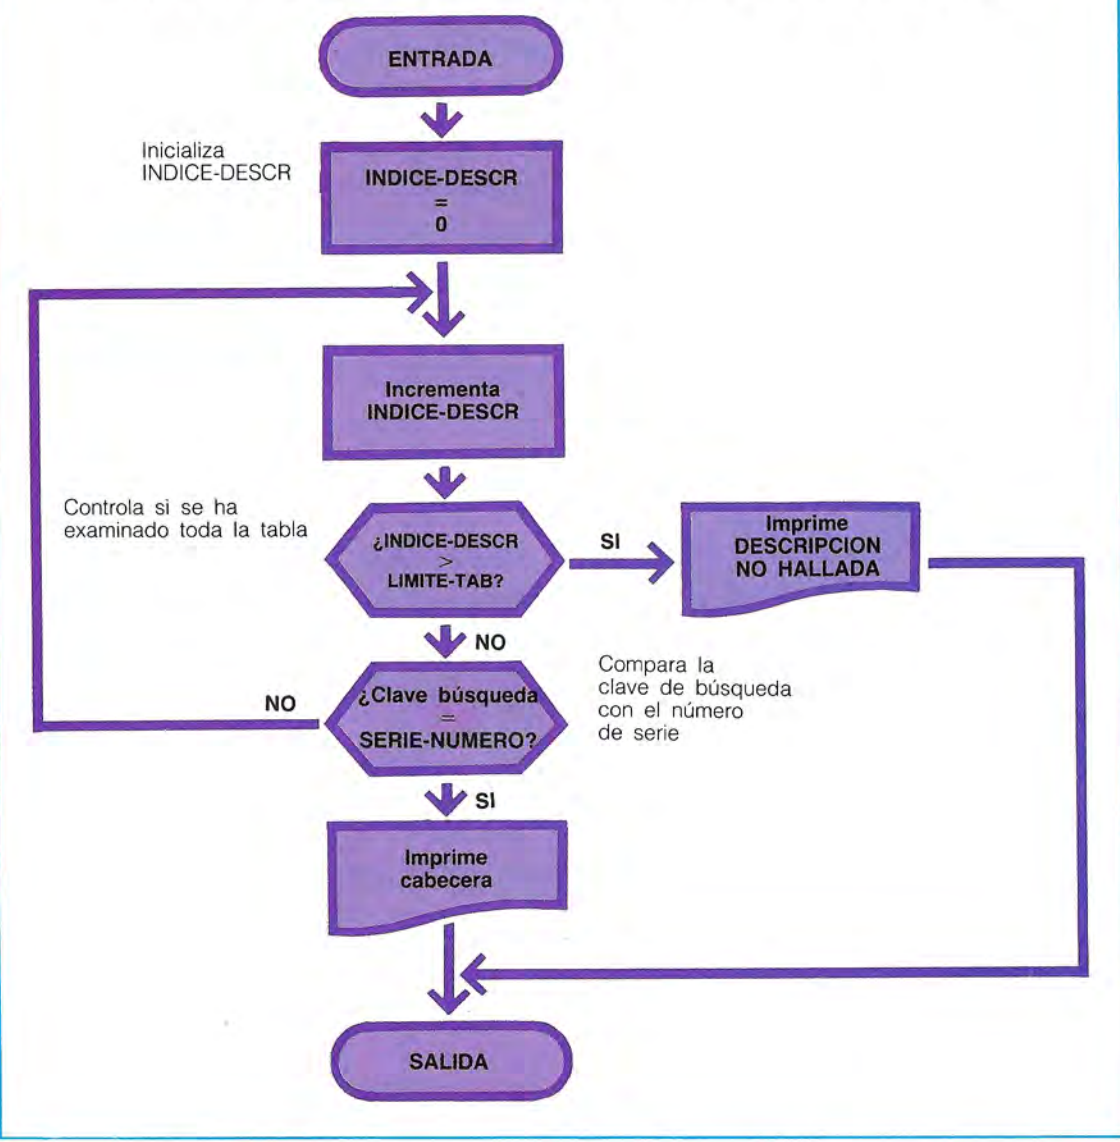 ENTRADA
Inicializa
INDICE-DESCR
INDICE-DESCR
=
0
Incrementa
INDICE-DESCR
Controla si se ha
examinado toda la tabla
¿INDICE-DESCR
>
LIMITE-TAB?
SI
Imprime
DESCRIPCION
NO HALLADA
NO
Compara la
clave de búsqueda
con el número
de serie
NO
¿Clave búsqueda
=
SERIE-NUMERO?
SI
Imprime
cabecera
SALIDA